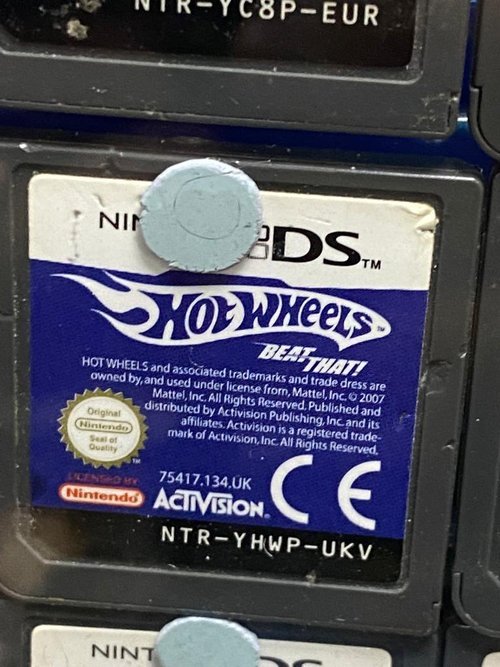 NTR-YC8P-EUR
DS™
HOT WHEELS™
BEAT THAT!
HOT WHEELS and associated trademarks and trade dress are
owned by, and used under license from, Mattel, Inc. © 2007
Mattel, Inc. All Rights Reserved. Published and
distributed by Activision Publishing, Inc. and its
affiliates. Activision is a registered trade-
mark of Activision, Inc. All Rights Reserved.
Original
Nintendo
Seal of
Quality
TM
LICENSED BY
Nintendo
75417.134.UK
ACTIVISION.
CE
NTR-YHWP-UKV
NINT